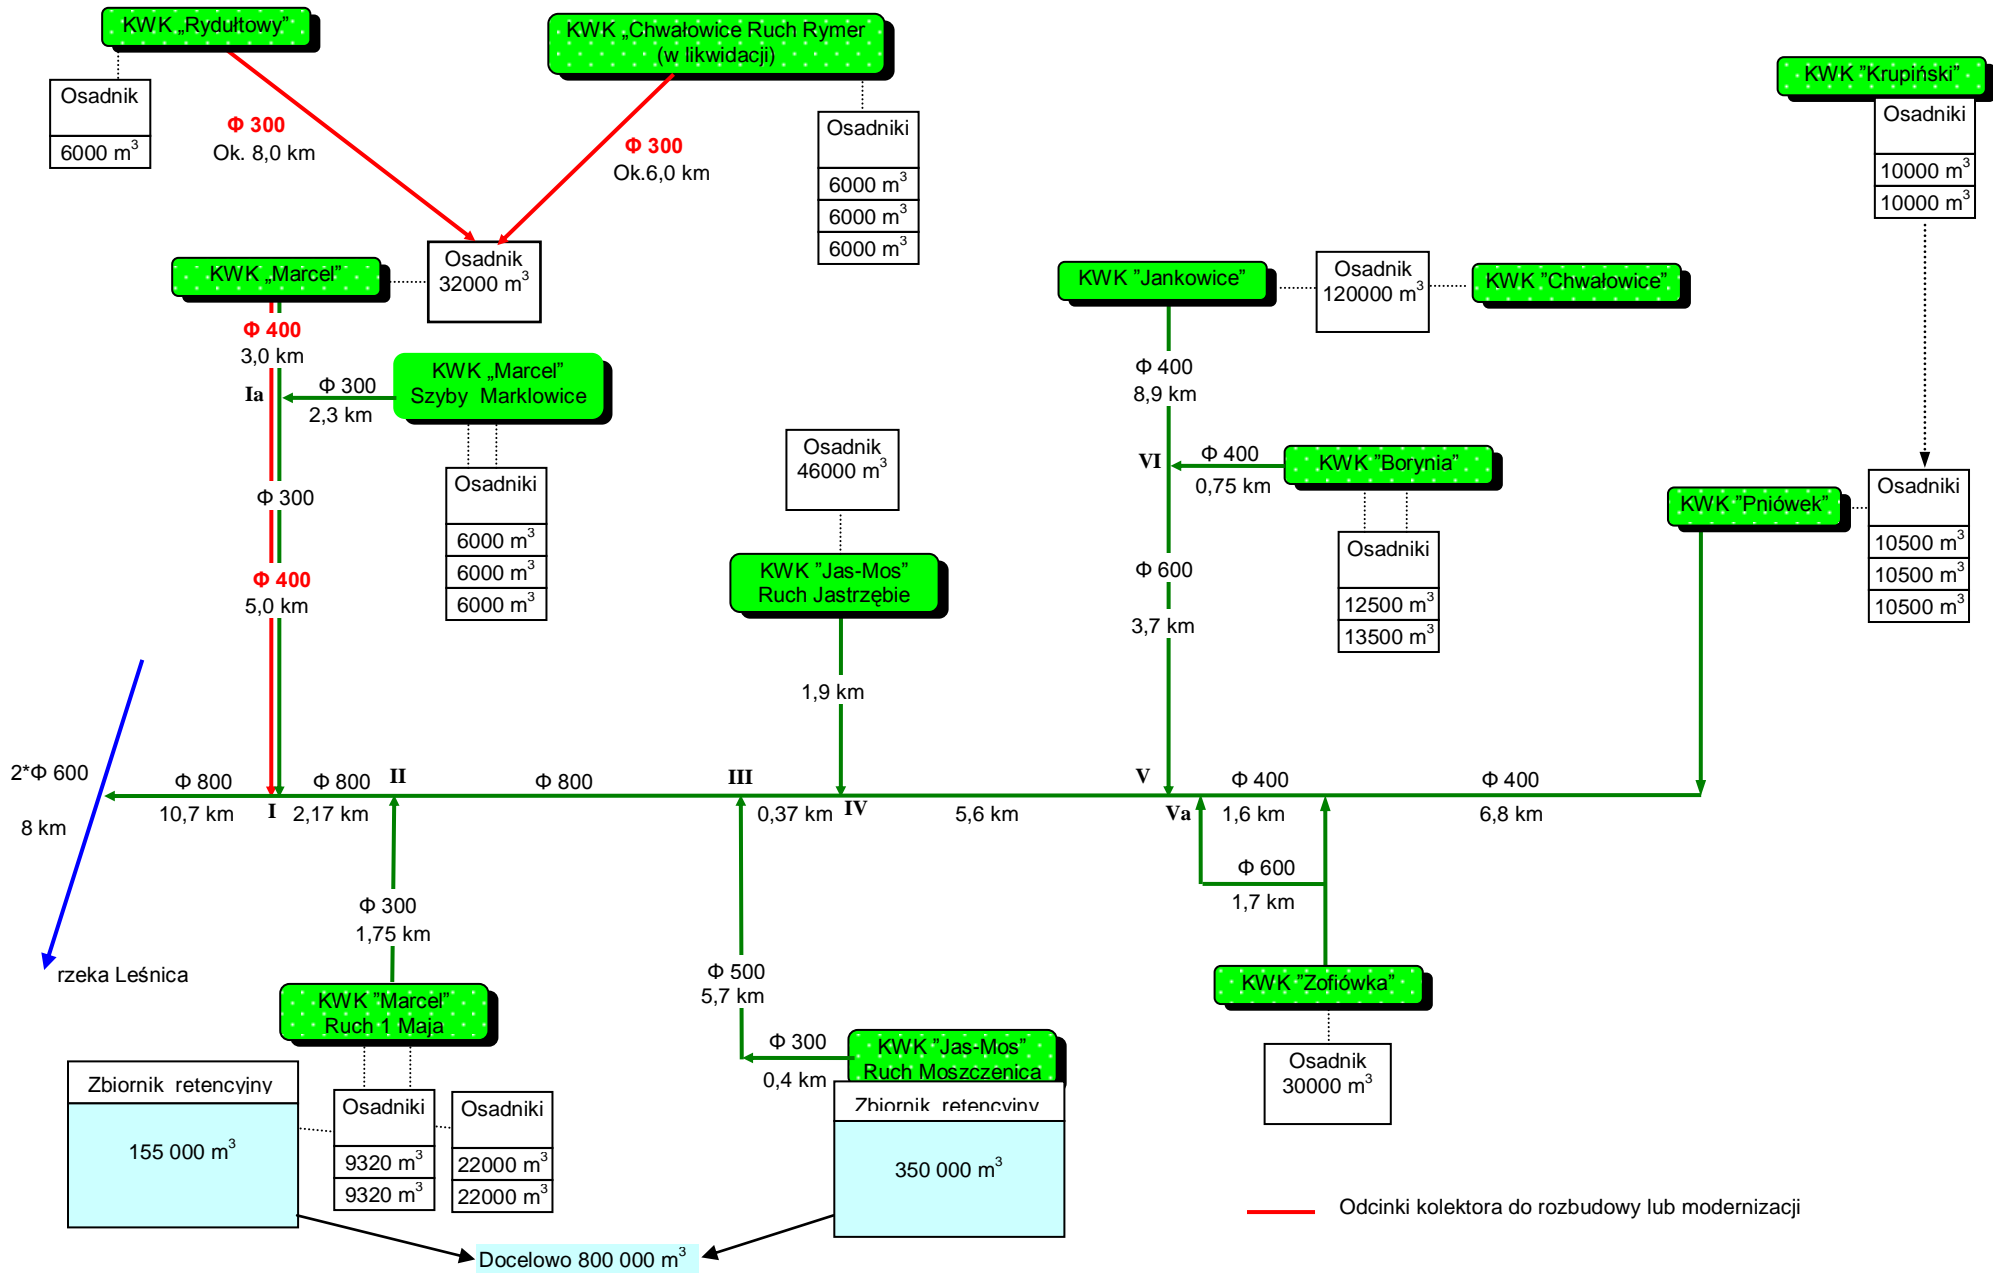 KWK „Rydułtowy”
KWK „Chwałowice Ruch Rymer
(w likwidacji)
KWK ”Krupiński”
Osadnik
6000 m³
Φ 300
Ok. 8,0 km
Φ 300
Ok.6,0 km
Osadniki
6000 m³
6000 m³
6000 m³
Osadniki
10000 m³
10000 m³
KWK „Marcel”
Osadnik
32000 m³
KWK ”Jankowice”
Osadnik
120000 m³
KWK ”Chwałowice”
Φ 400
3,0 km
Ia
Φ 300
2,3 km
KWK „Marcel”
Szyby Marklowice
Φ 400
8,9 km
Osadniki
6000 m³
6000 m³
6000 m³
Φ 300
Φ 400
5,0 km
Osadnik
46000 m³
KWK ”Jas-Mos”
Ruch Jastrzębie
1,9 km
VI
Φ 400
0,75 km
KWK ”Borynia”
Osadniki
12500 m³
13500 m³
Φ 600
3,7 km
KWK ”Pniówek”
Osadniki
10500 m³
10500 m³
10500 m³
2*Φ 600
8 km
Φ 800
10,7 km
I
Φ 800
2,17 km
II
Φ 800
III
0,37 km
IV
5,6 km
V
Va
Φ 400
1,6 km
Φ 400
6,8 km
Φ 600
1,7 km
rzeka Leśnica
Φ 300
1,75 km
KWK ”Marcel”
Ruch 1 Maja
Φ 500
5,7 km
Φ 300
0,4 km
KWK ”Jas-Mos”
Ruch Moszczenica
KWK ”Zofiówka”
Osadnik
30000 m³
Zbiornik retencyjny
155 000 m³
Osadniki
9320 m³
9320 m³
Osadniki
22000 m³
22000 m³
Zbiornik retencyjny
350 000 m³
Docelowo 800 000 m³
Odcinki kolektora do rozbudowy lub modernizacji